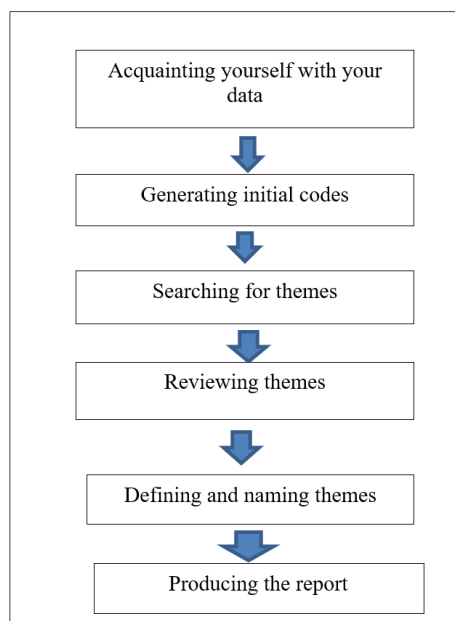 Acquainting yourself with your
data
Generating initial codes
Searching for themes
Reviewing themes
Defining and naming themes
Producing the report